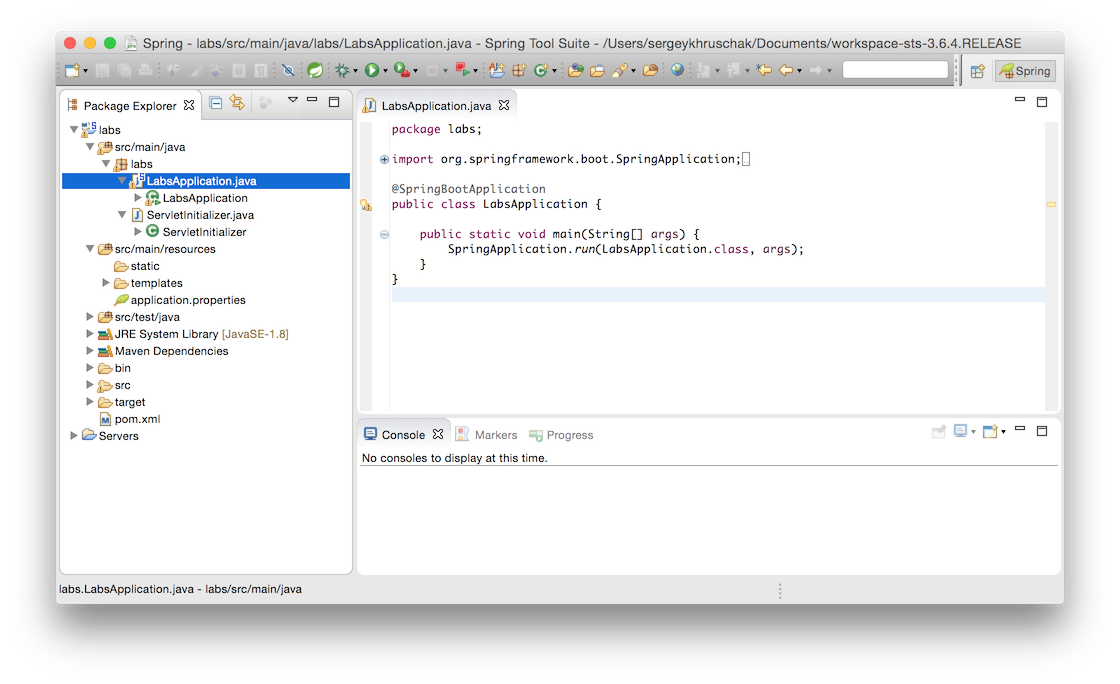 Spring - labs/src/main/java/labs/LabsApplication.java - Spring Tool Suite - /Users/sergeykhruschak/Documents/workspace-sts-3.6.4.RELEASE
Spring
Package Explorer
labs
src/main/java
labs
LabsApplication.java
LabsApplication
ServletInitializer.java
ServletInitializer
src/main/resources
static
templates
application.properties
src/test/java
JRE System Library [JavaSE-1.8]
Maven Dependencies
bin
src
target
pom.xml
Servers
LabsApplication.java
package labs;
import org.springframework.boot.SpringApplication;
@SpringBootApplication
public class LabsApplication {
public static void main(String[] args) {
SpringApplication.run(LabsApplication.class, args);
}
}
Console Markers Progress
No consoles to display at this time.
labs.LabsApplication.java - labs/src/main/java